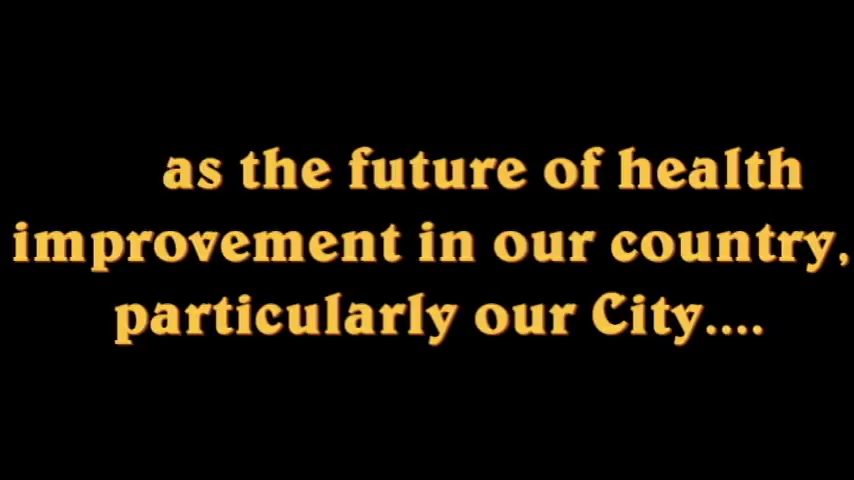 as the future of health
improvement in our country,
particularly our City....